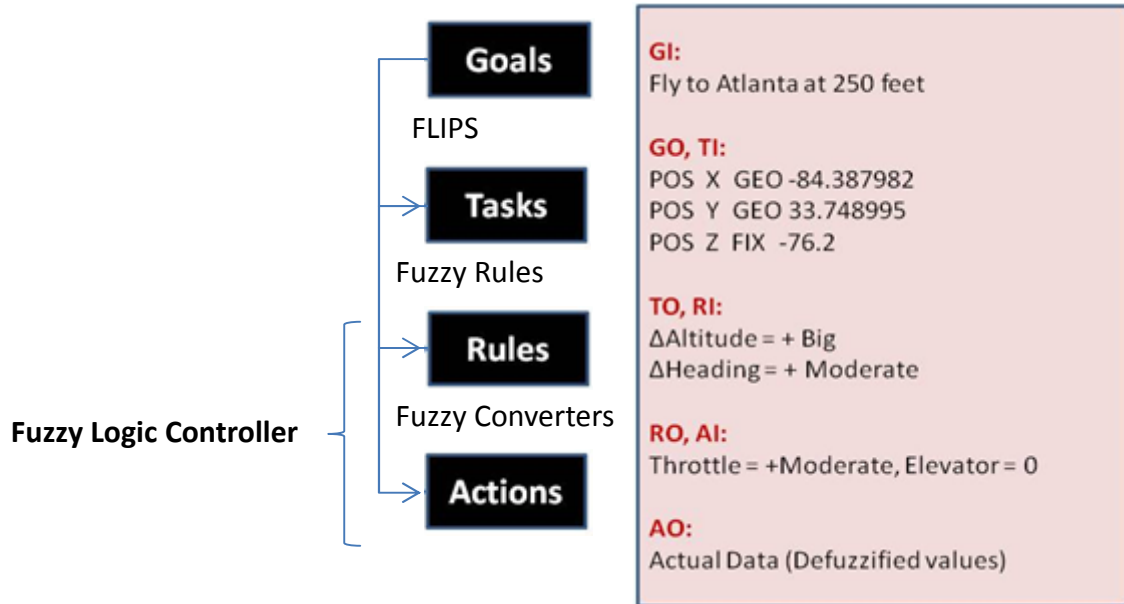 Goals
FLIPS
Tasks
Fuzzy Rules
Rules
Fuzzy Converters
Fuzzy Logic Controller
Actions
GI:
Fly to Atlanta at 250 feet
GO, TI:
POS X GEO -84.387982
POS Y GEO 33.748995
POS Z FIX -76.2
TO, RI:
ΔAltitude = + Big
ΔHeading = + Moderate
RO, AI:
Throttle = +Moderate, Elevator = 0
AO:
Actual Data (Defuzzified values)